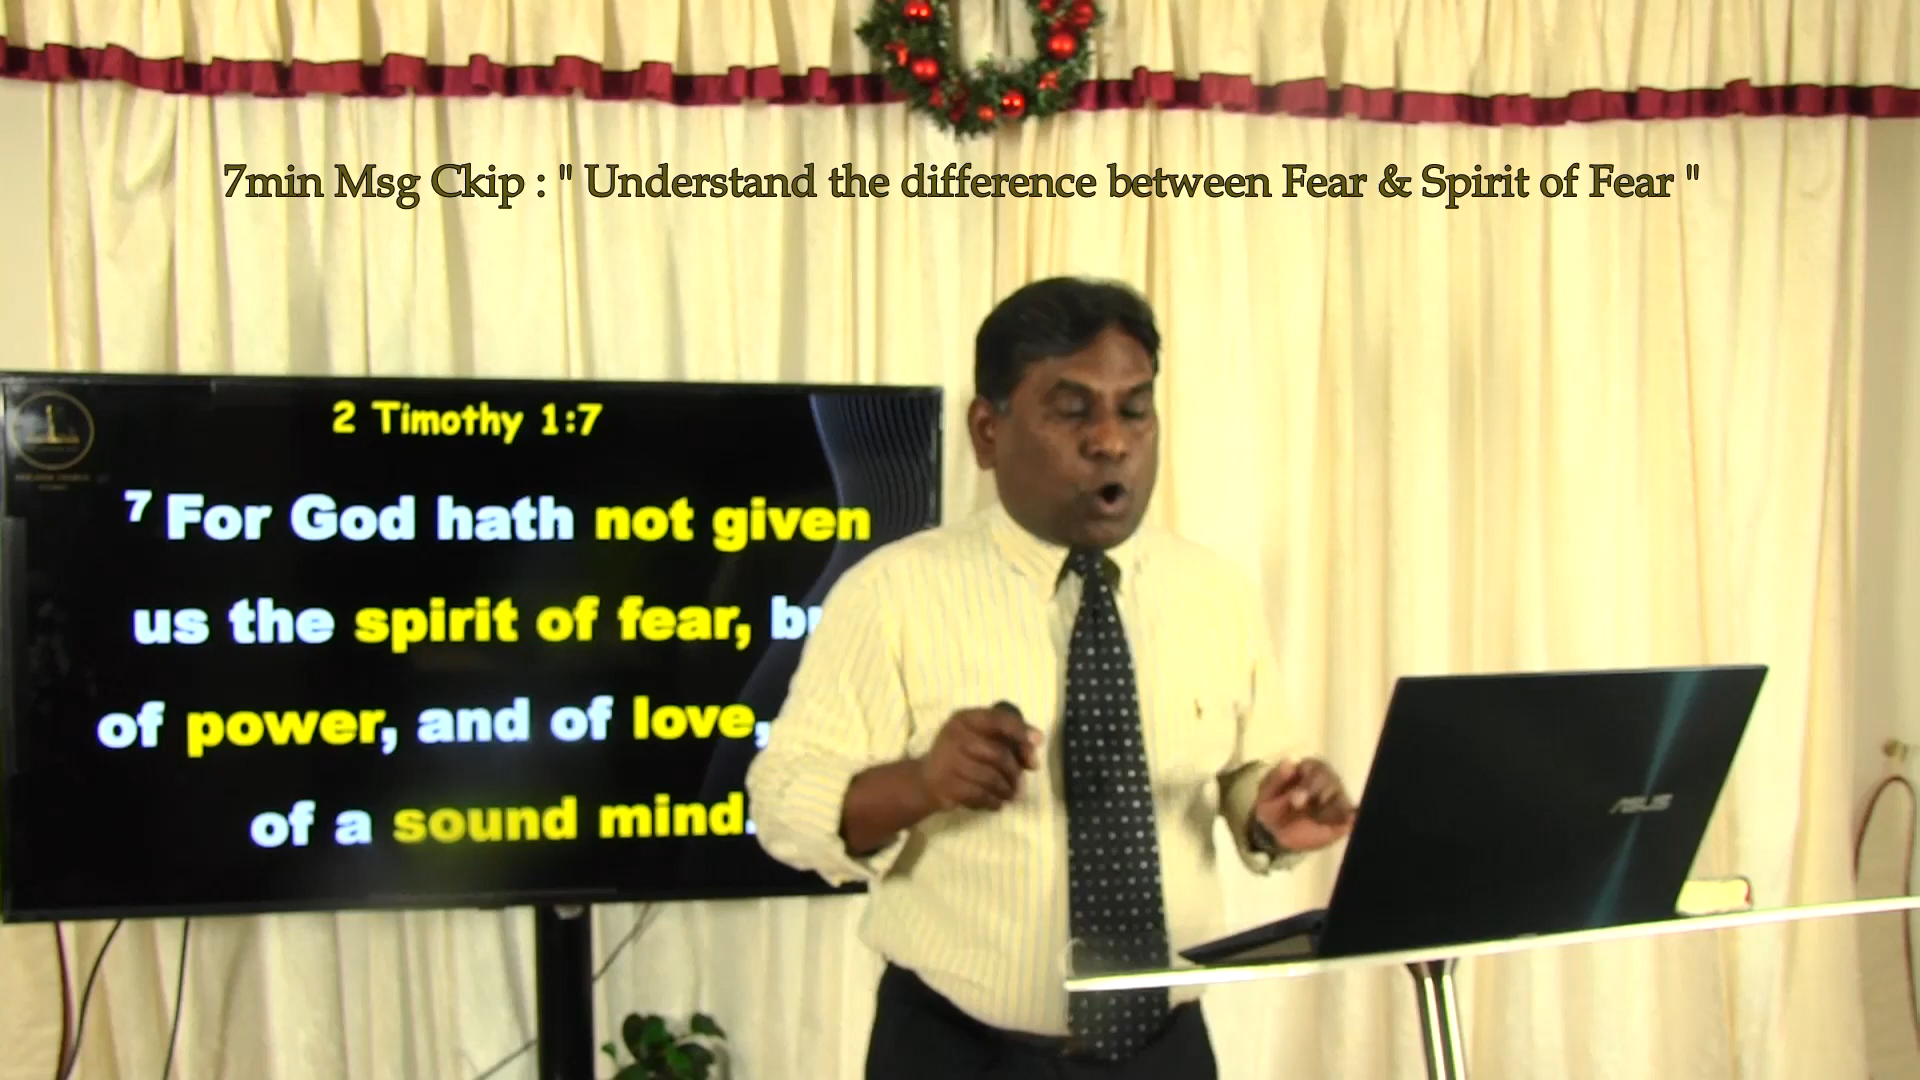 7min Msg Ckip : " Understand the difference between Fear & Spirit of Fear "
2 Timothy 1:7
7 For God hath not given
us the spirit of fear,
of power, and of love,
of a sound mind.
ASUS